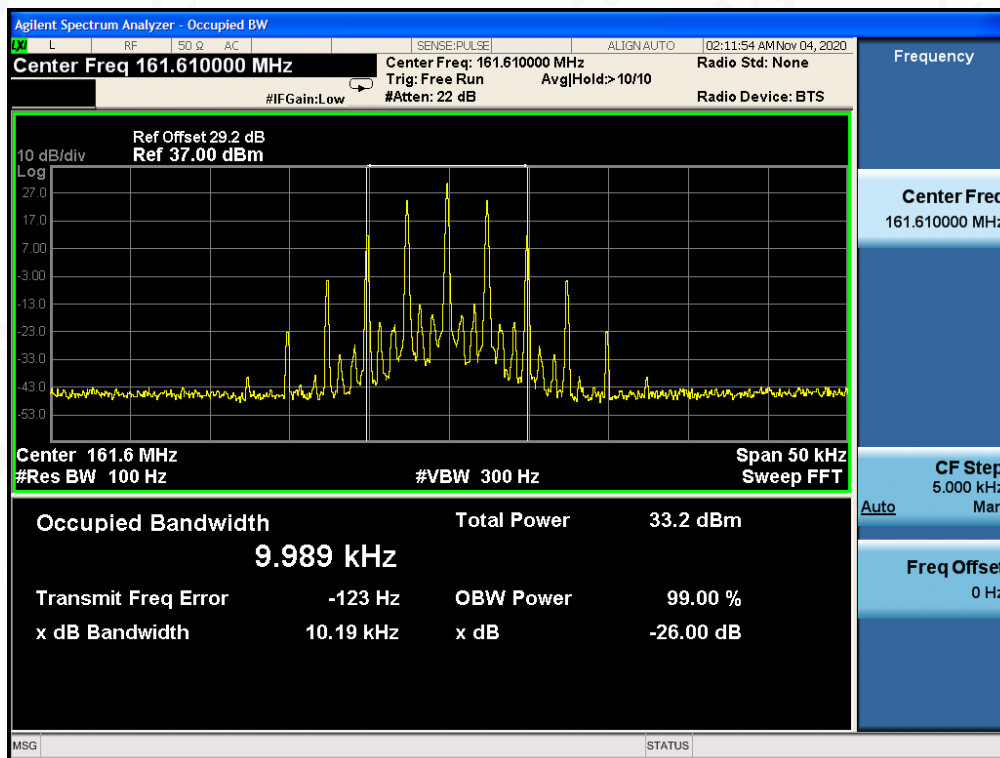 Agilent Spectrum Analyzer - Occupied BW
LXI L RF 50 Ω AC SENSE:PULSE ALIGN AUTO 02:11:54 AM Nov 04, 2020
Center Freq 161.610000 MHz
Center Freq: 161.610000 MHz
Radio Std: None
Trig: Free Run Avg|Hold:>10/10
#IFGain:Low #Atten: 22 dB Radio Device: BTS
Ref Offset 29.2 dB
10 dB/div Ref 37.00 dBm
Log
27.0
17.0
7.00
-3.00
-13.0
-23.0
-33.0
-43.0
-53.0
Center 161.6 MHz Span 50 kHz
#Res BW 100 Hz #VBW 300 Hz Sweep FFT
Occupied Bandwidth Total Power 33.2 dBm
9.989 kHz
Transmit Freq Error -123 Hz OBW Power 99.00 %
x dB Bandwidth 10.19 kHz x dB -26.00 dB
MSG STATUS
Frequency
Center Freq
161.610000 MHz
CF Step
5.000 kHz
Auto Man
Freq Offset
0 Hz